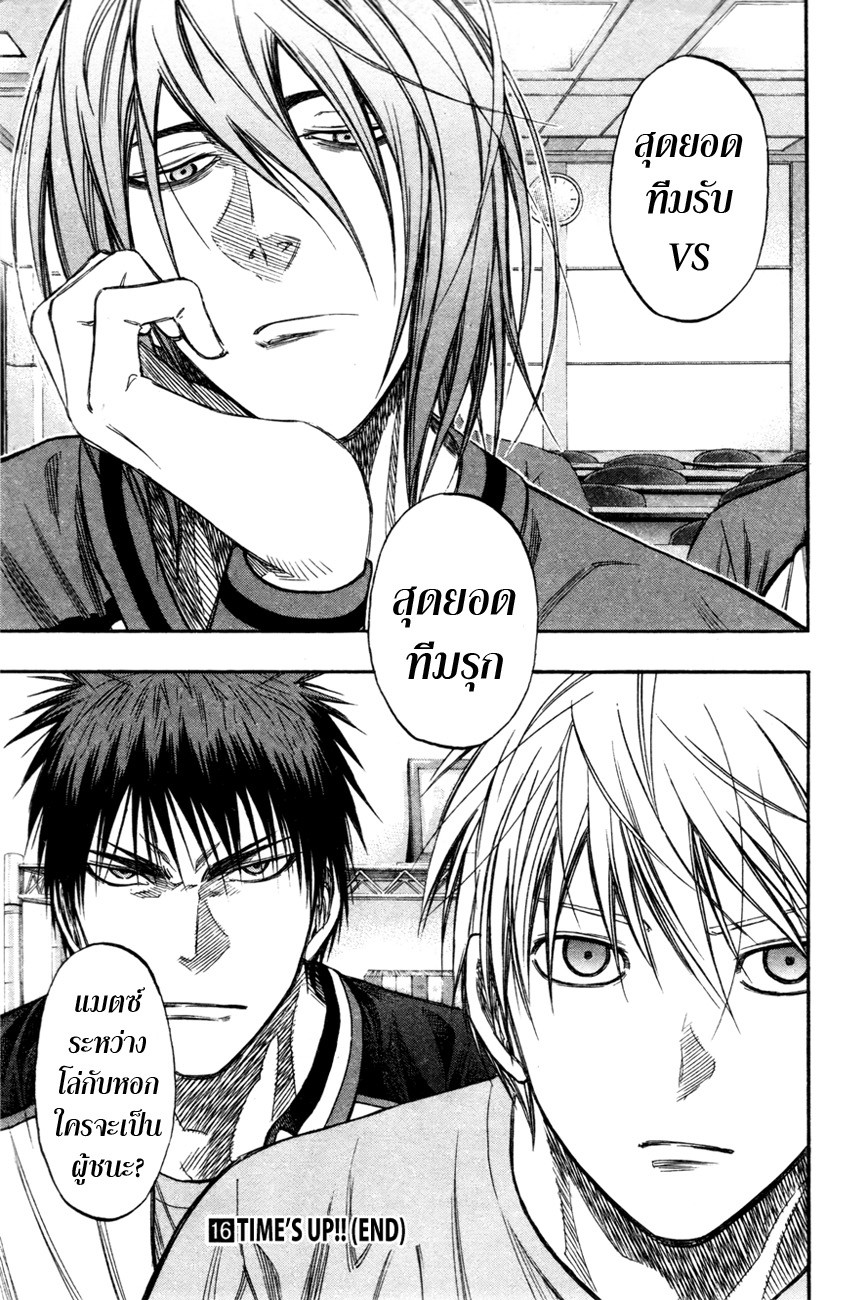 สุดยอด
ทีมรับ
VS
สุดยอด
ทีมรุก
แมตซ์
ระหว่าง
โล่กับหอก
ใครจะเป็น
ผู้ชนะ?
16 TIME'S UP!! (END)